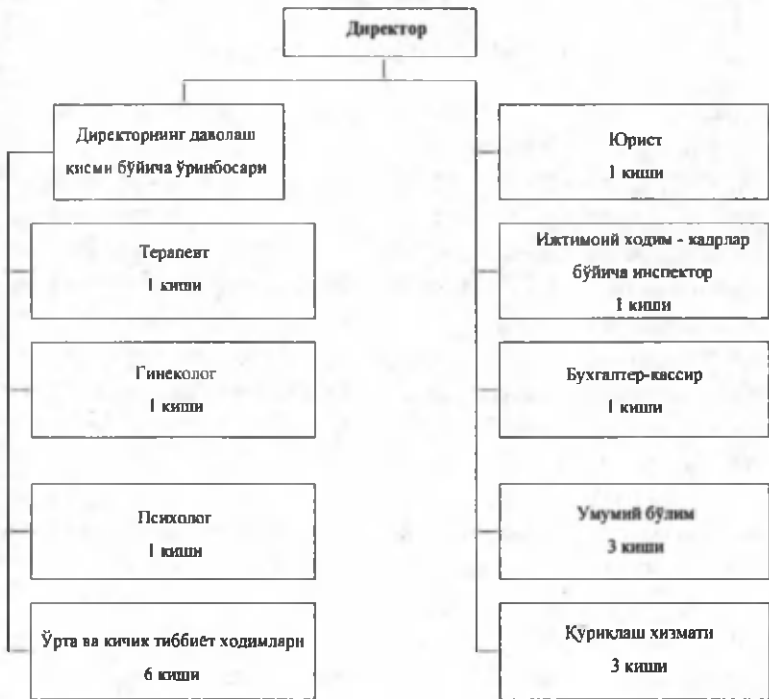 Директор
Директорнинг даволаш
қисми бўйича ўринбосари
Терапевт
1 киши
Гинеколог
1 киши
Психолог
1 киши
Ўрта ва кичик тиббиёт ходимлари
6 киши
Юрист
1 киши
Ижтимоий ходим - кадрлар
бўйича инспектор
1 киши
Бухгалтер-кассир
1 киши
Умумий бўлим
3 киши
Қуриқлаш хизмати
3 киши